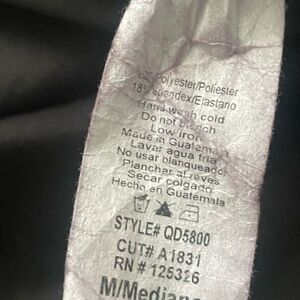 Polyester/Poliester
18% Spandex/Elastano
Hand wash cold
Do not bleach
Low iron
Made in Guatemala
Lavar agua fria
No usar blanqueador
Planchar al reves
Secar colgado
Hecho en Guatemala
STYLE# QD5800
CUT# A1831
RN # 125326
M/Mediano